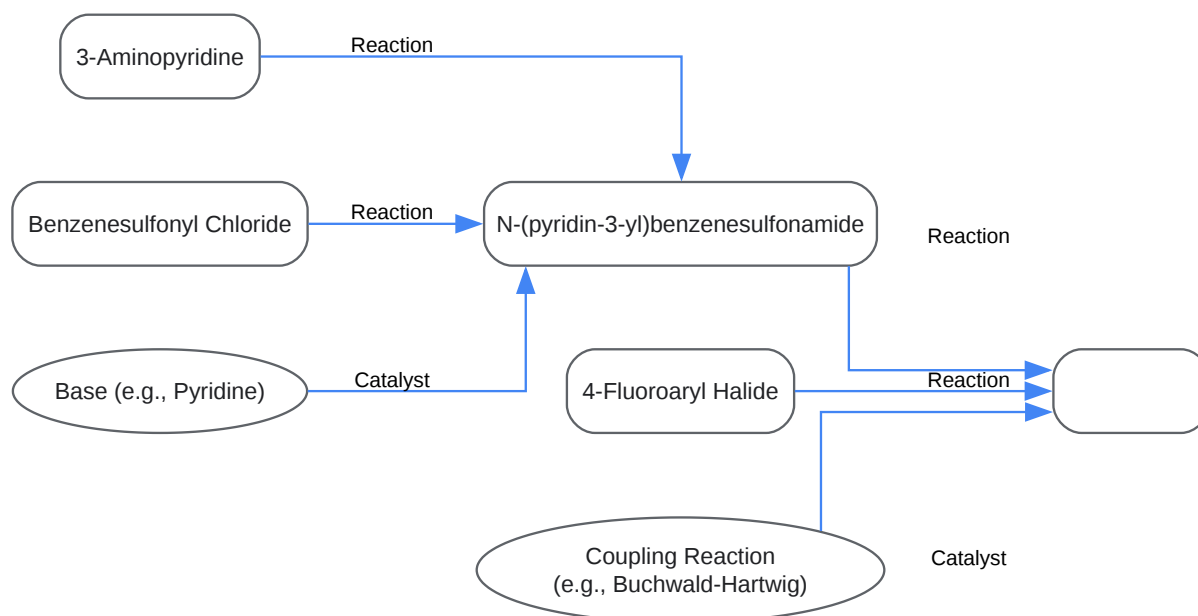 3-Aminopyridine
Reaction
Benzenesulfonyl Chloride
Reaction
N-(pyridin-3-yl)benzenesulfonamide
Reaction
Base (e.g., Pyridine)
Catalyst
4-Fluoroaryl Halide
Reaction
Coupling Reaction
(e.g., Buchwald-Hartwig)
Catalyst